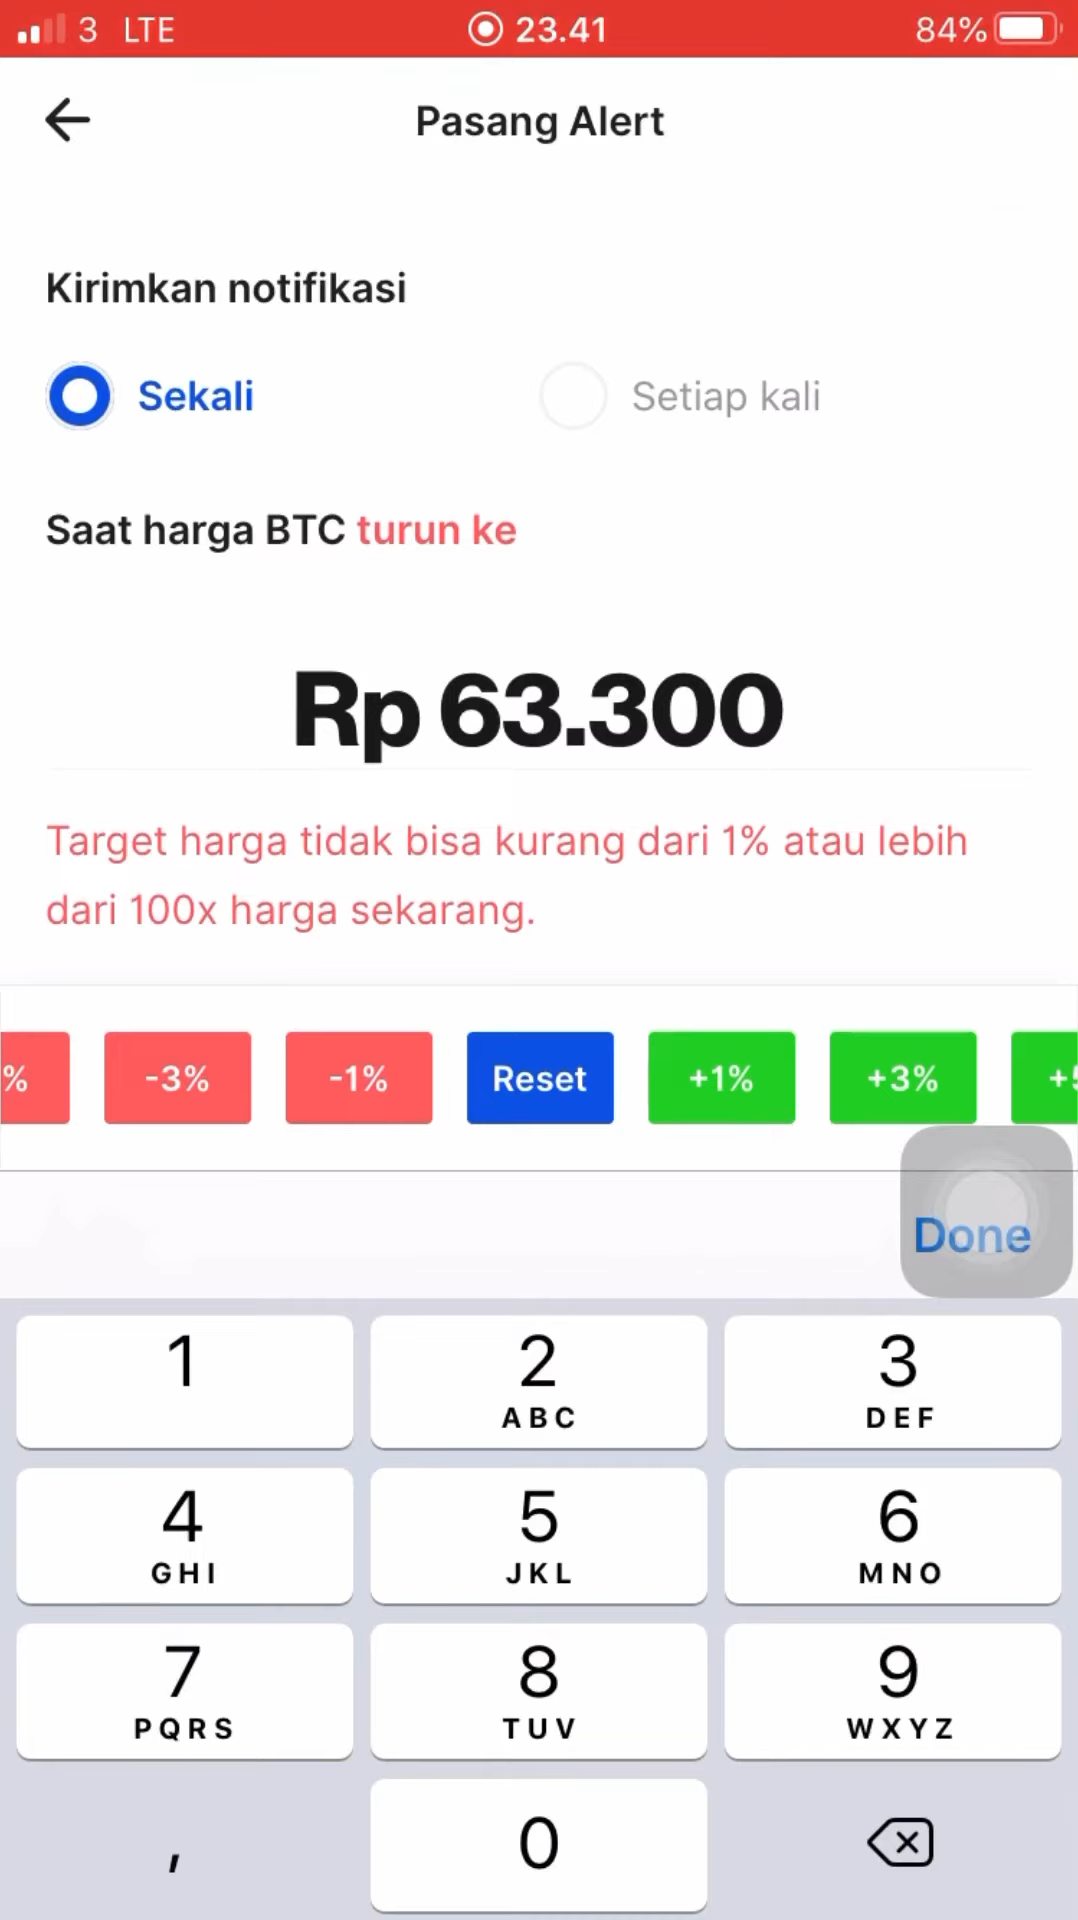 3 LTE 23.41 84%
Pasang Alert
Kirimkan notifikasi
Sekali Setiap kali
Saat harga BTC turun ke
Rp 63.300
Target harga tidak bisa kurang dari 1% atau lebih
dari 100x harga sekarang.
% -3% -1% Reset +1% +3% +5
Done
1 2 3
ABC DEF
4 5 6
GHI JKL MNO
7 8 9
PQRS TUV WXYZ
, 0